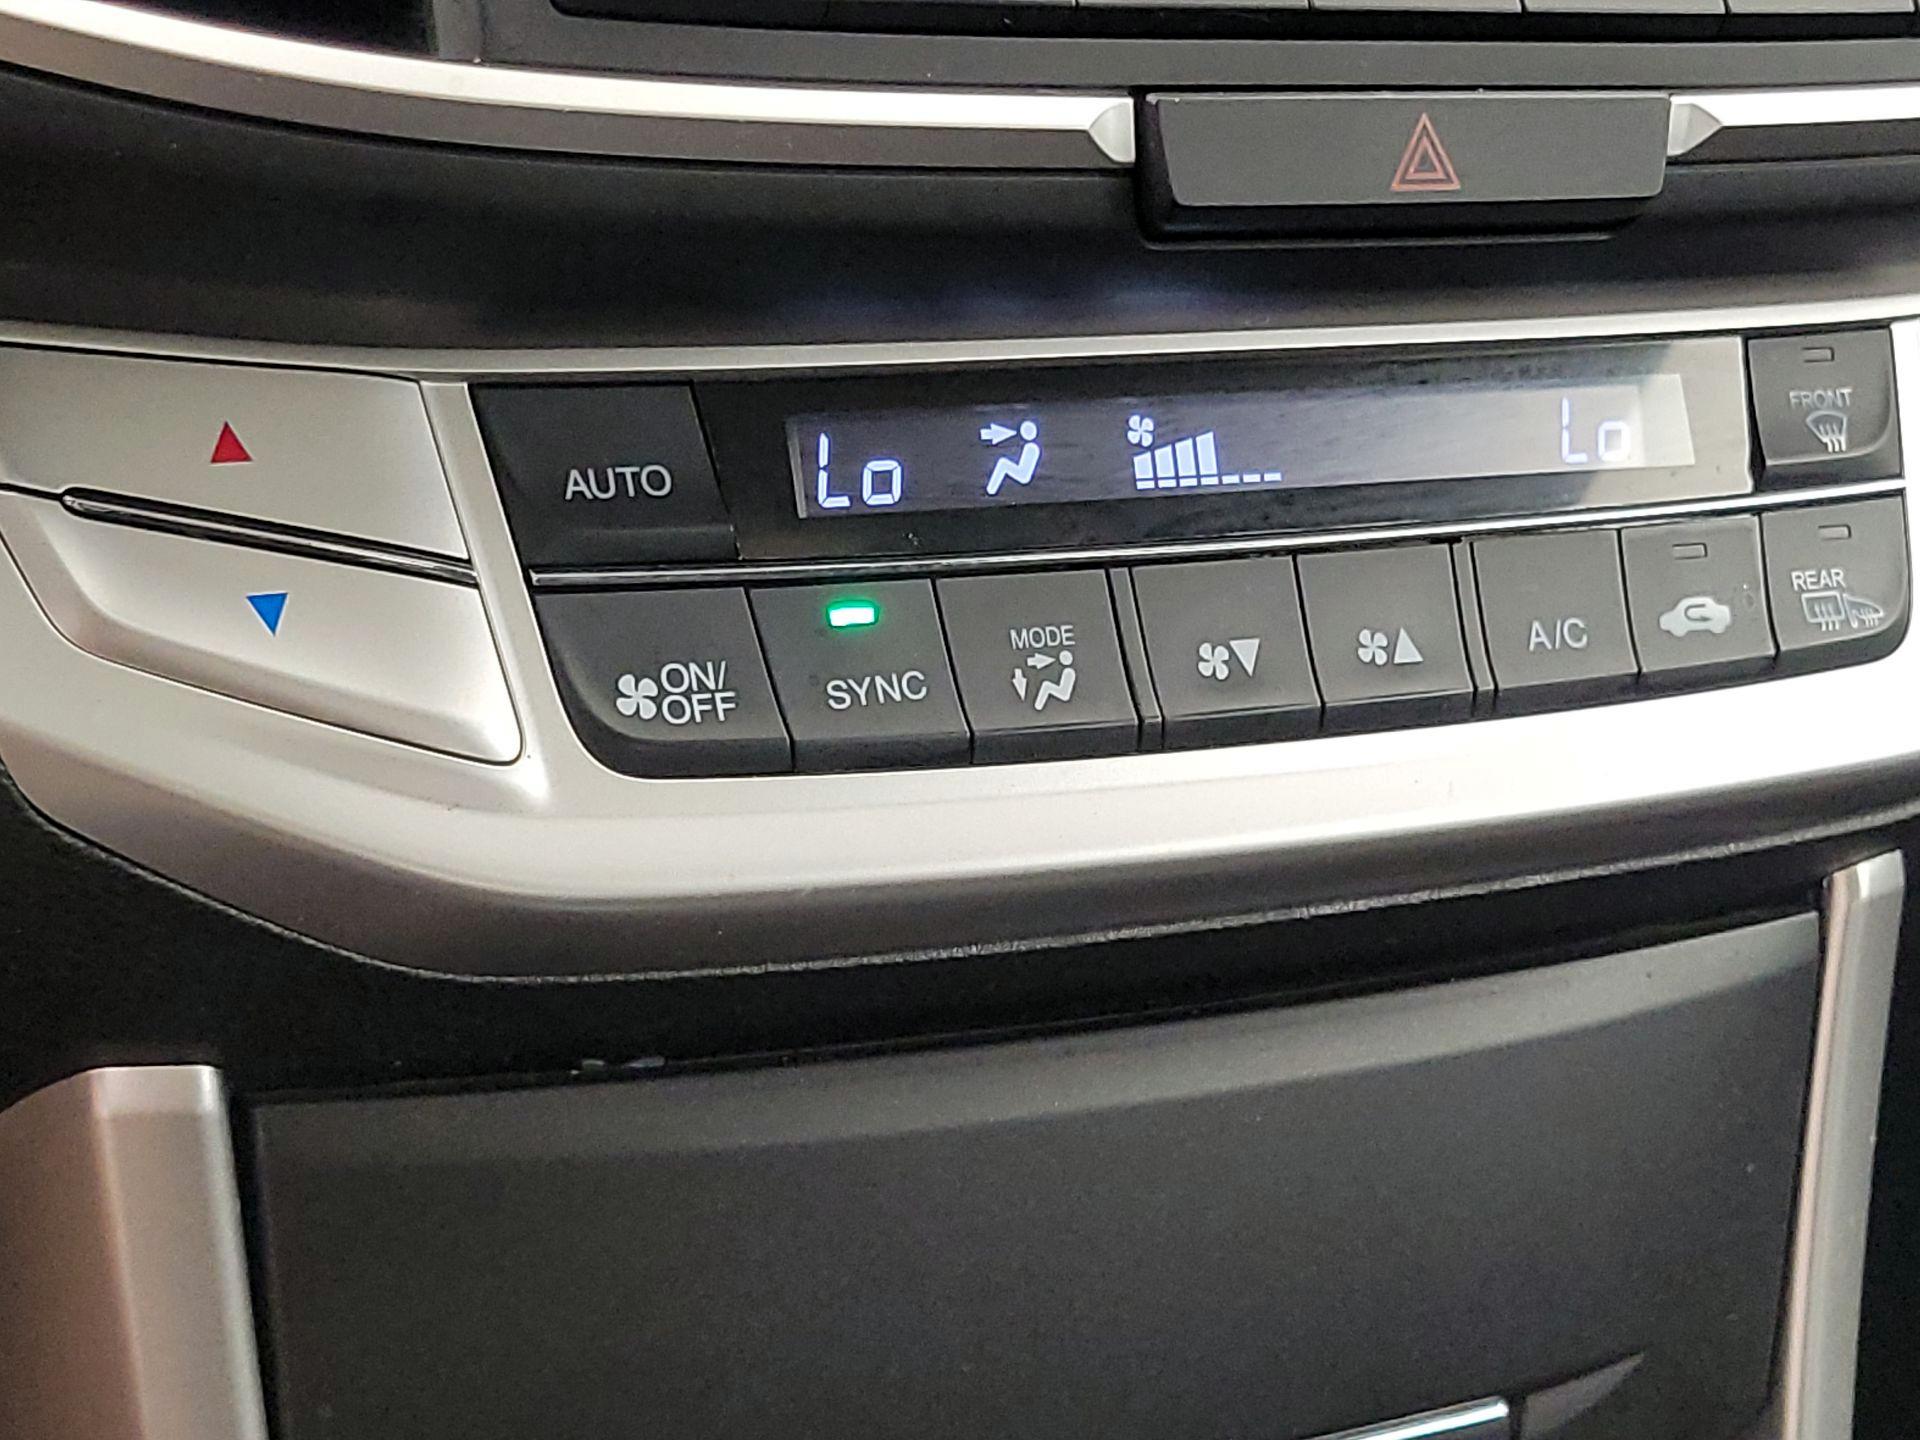 AUTO
Lo
Lo
FRONT
ON/
OFF
SYNC
MODE
A/C
REAR